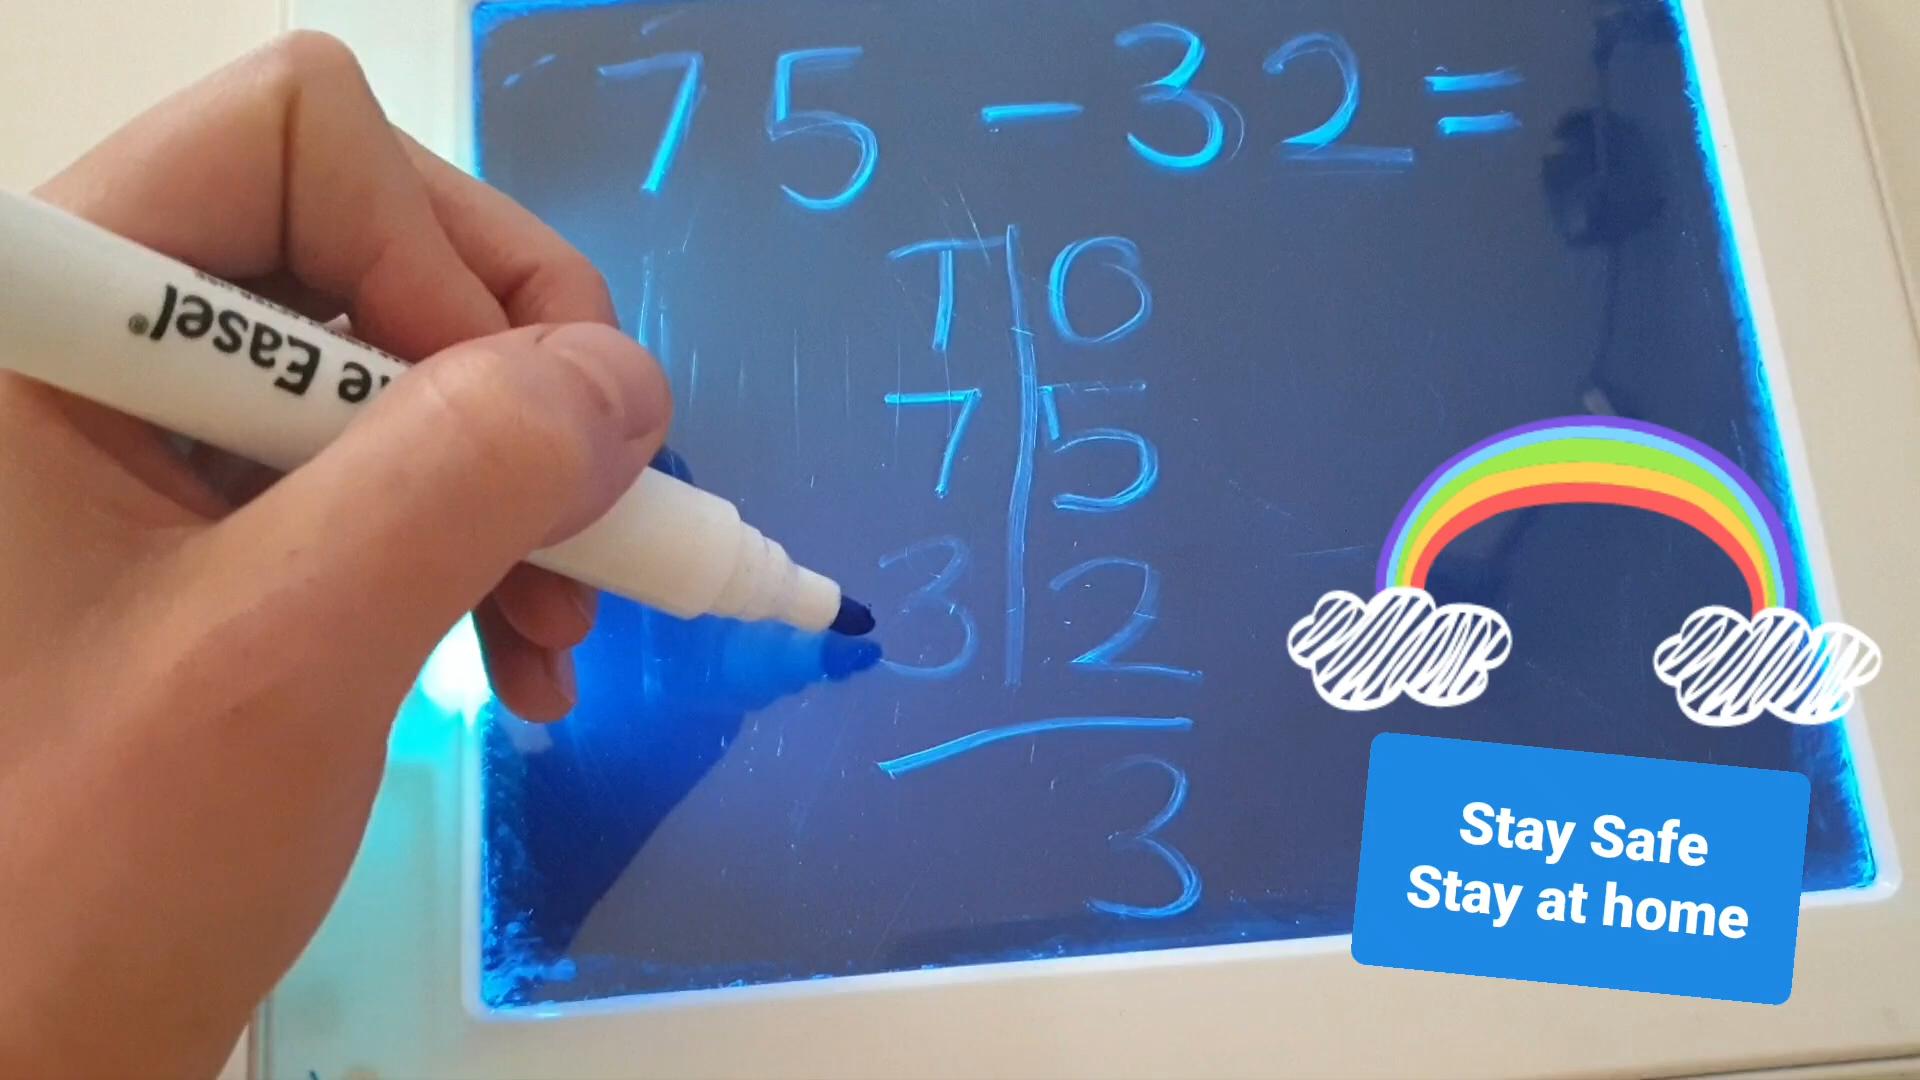 75 - 32 =
T O
7 5
3 2
3
Easel®
Stay Safe
Stay at home